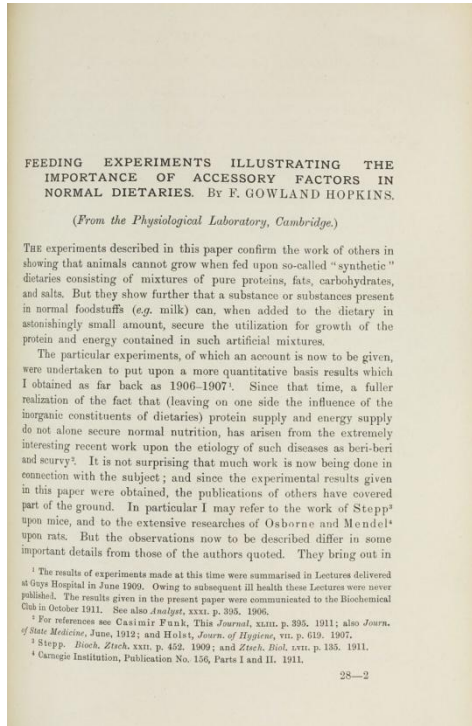 FEEDING EXPERIMENTS ILLUSTRATING THE
IMPORTANCE OF ACCESSORY FACTORS IN
NORMAL DIETARIES. BY F. GOWLAND HOPKINS.
(From the Physiological Laboratory, Cambridge.)
THE experiments described in this paper confirm the work of others in
showing that animals cannot grow when fed upon so-called "synthetic"
dietaries consisting of mixtures of pure proteins, fats, carbohydrates,
and salts. But they show further that a substance or substances present
in normal foodstuffs (e.g. milk) can, when added to the dietary in
astonishingly small amount, secure the utilization for growth of the
protein and energy contained in such artificial mixtures.
The particular experiments, of which an account is now to be given,
were undertaken to put upon a more quantitative basis results which
I obtained as far back as 1906–1907¹. Since that time, a fuller
realization of the fact that (leaving on one side the influence of the
inorganic constituents of dietaries) protein supply and energy supply
do not alone secure normal nutrition, has arisen from the extremely
interesting recent work upon the etiology of such diseases as beri-beri
and scurvy². It is not surprising that much work is now being done in
connection with the subject; and since the experimental results given
in this paper were obtained, the publications of others have covered
part of the ground. In particular I may refer to the work of Stepp³
upon mice, and to the extensive researches of Osborne and Mendel⁴
upon rats. But the observations now to be described differ in some
important details from those of the authors quoted. They bring out in
¹ The results of experiments made at this time were summarised in Lectures delivered
at Guys Hospital in June 1909. Owing to subsequent ill health these Lectures were never
published. The results given in the present paper were communicated to the Biochemical
Club in October 1911. See also Analyst, XXXI. p. 395. 1906.
² For references see Casimir Funk, This Journal, XLIII. p. 395. 1911; also Journ.
of State Medicine, June, 1912; and Holst, Journ. of Hygiene, VII. p. 619. 1907.
³ Stepp. Bioch. Ztsch. XXII. p. 452. 1909; and Ztsch. Biol. LVII. p. 135. 1911.
⁴ Carnegie Institution, Publication No. 156, Parts I and II. 1911.
28—2